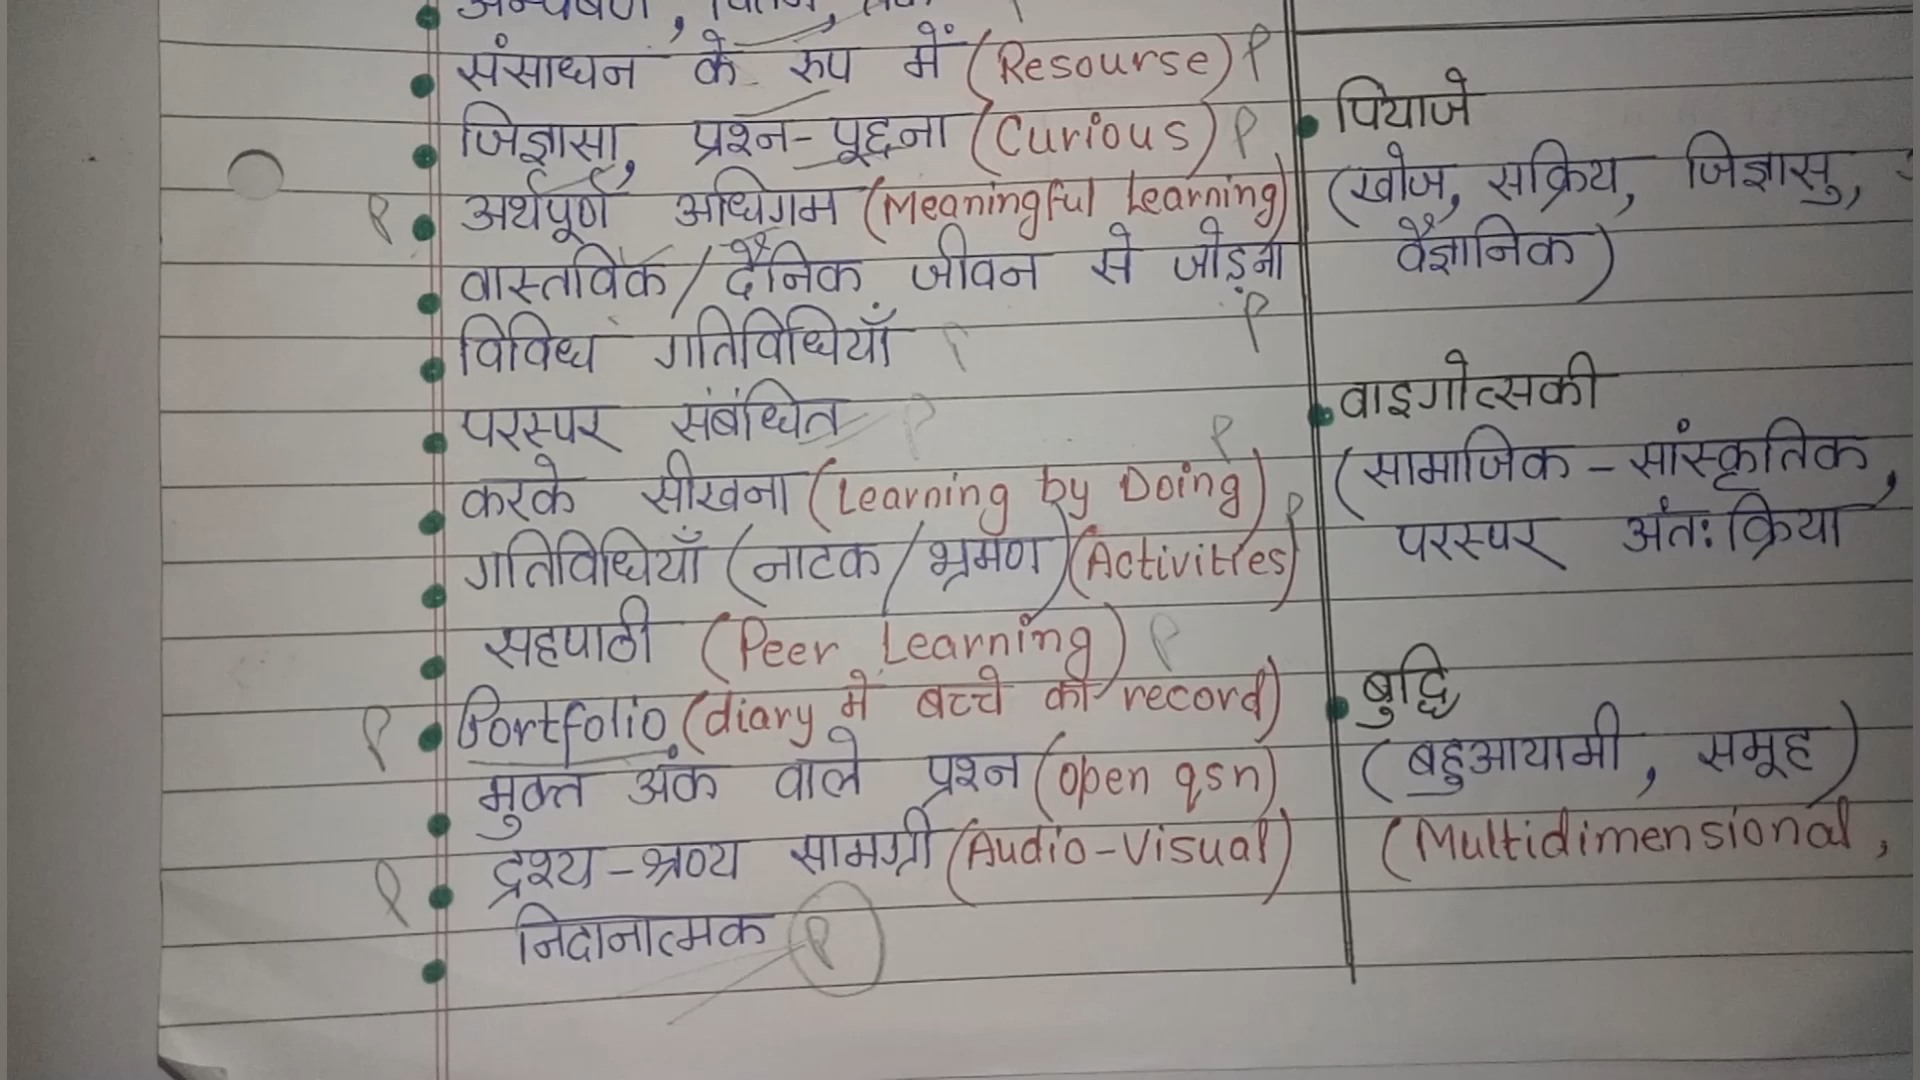 संसाधन के रुप में (Resourse) P
जिज्ञासा, प्रश्न-पूछना (Curious) P
P अर्थपूर्ण अधिगम (Meaningful Learning)
वास्तविक / दैनिक जीवन से जोड़ना P
विविध गतिविधियाँ P
परस्पर संबंधित P
करके सीखना (Learning by Doing) P
गतिविधियाँ (नाटक / भ्रमण) (Activities) P
सहपाठी (Peer Learning) P
P Portfolio (diary में बच्चे का record)
मुक्त अंक वाले प्रश्न (open qsn)
P द्रश्य-श्रव्य सामग्री (Audio-Visual)
निदानात्मक P
पियाजे
(खोज, सक्रिय, जिज्ञासु,
वैज्ञानिक)
वाइगोत्सकी
(सामाजिक - सांस्कृतिक,
परस्पर अंतः क्रिया
बुद्धि
(बहुआयामी, समूह)
(Multidimensional,